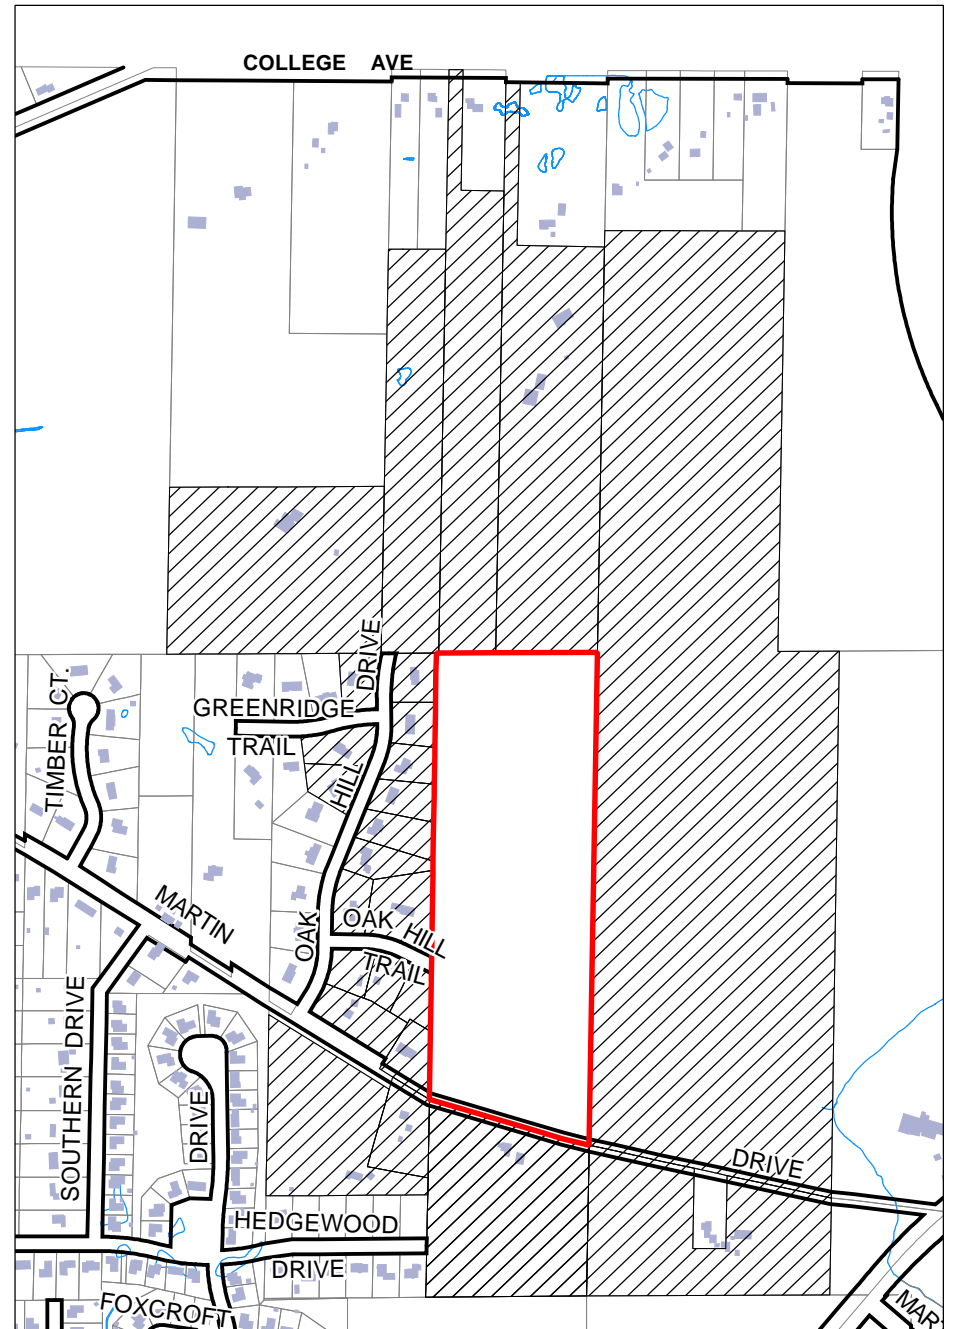 COLLEGE AVE
DRIVE
TIMBER CT.
GREENRIDGE
TRAIL
HILL
MARTIN
OAK
OAK HILL
TRAIL
SOUTHERN DRIVE
DRIVE
DRIVE
HEDGEWOOD
DRIVE
FOXCROFT
MAR